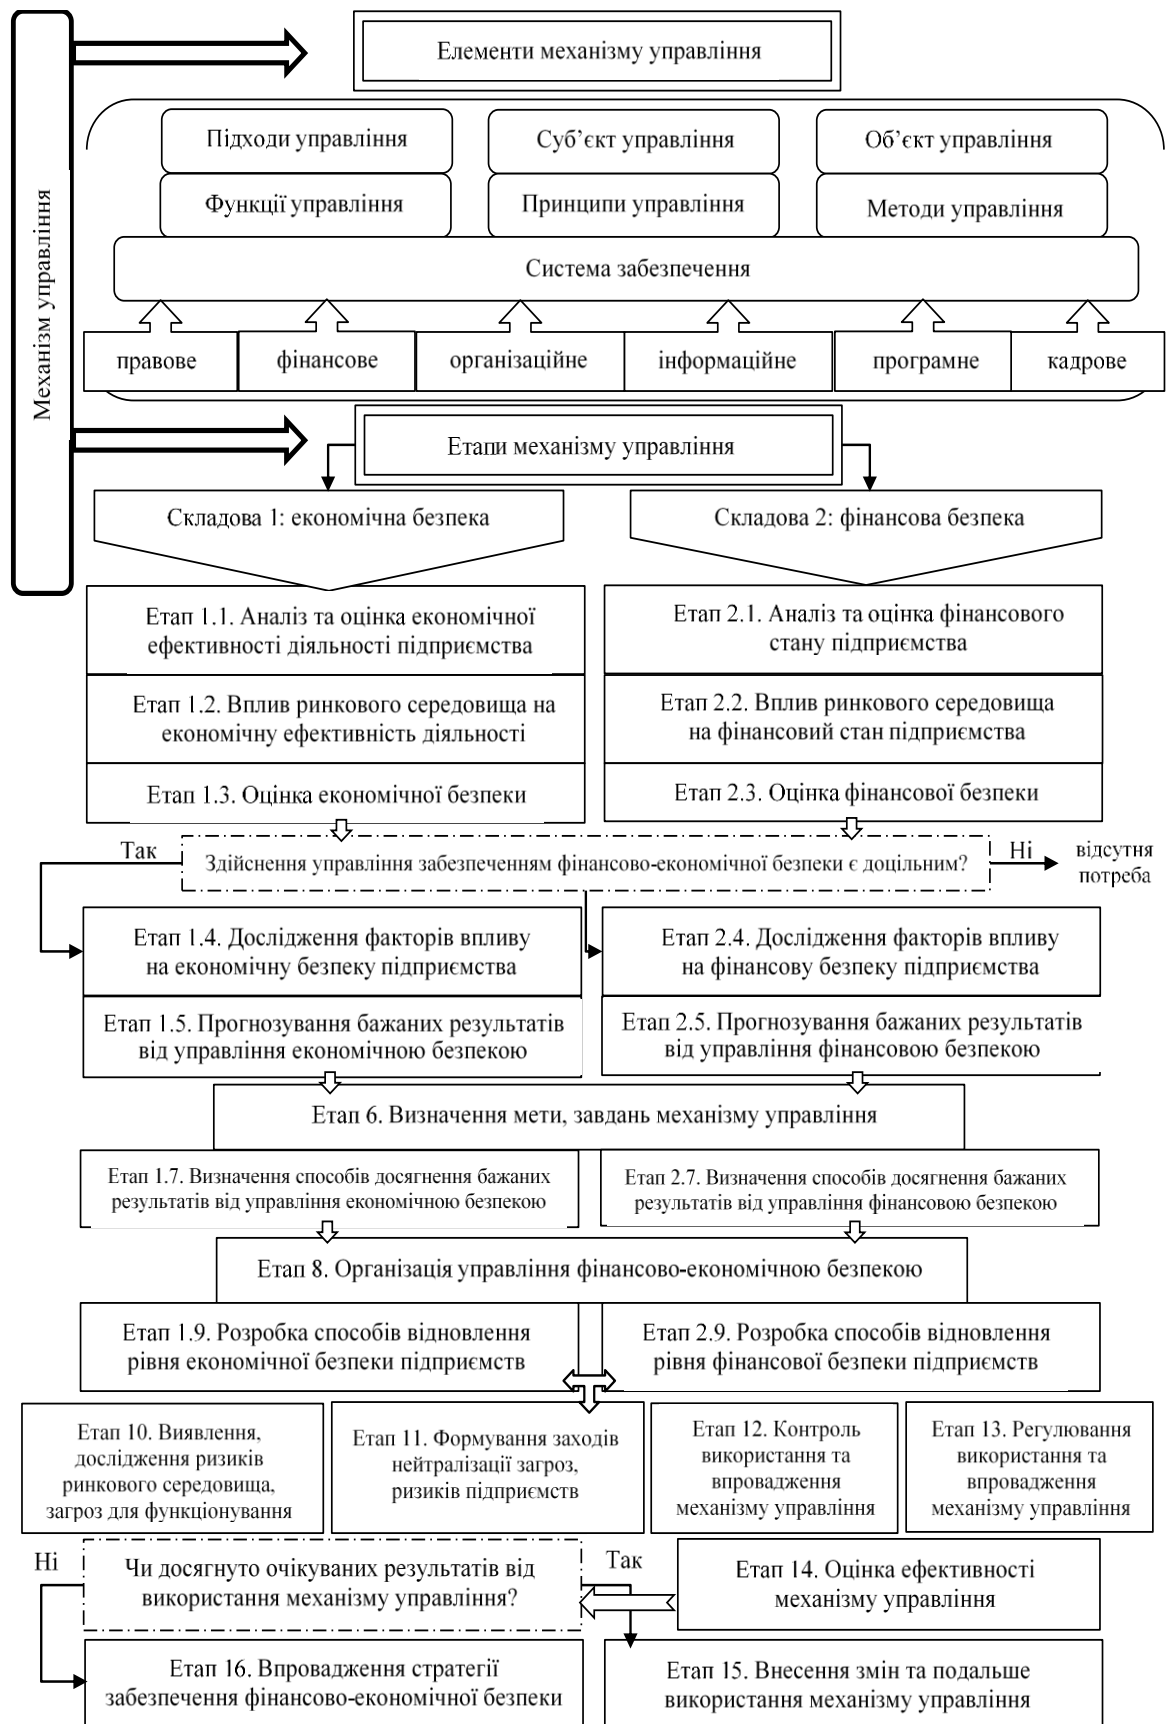 Механізм управління
Елементи механізму управління
Підходи управління
Суб’єкт управління
Об’єкт управління
Функції управління
Принципи управління
Методи управління
Система забезпечення
правове
фінансове
організаційне
інформаційне
програмне
кадрове
Етапи механізму управління
Складова 1: економічна безпека
Складова 2: фінансова безпека
Етап 1.1. Аналіз та оцінка економічної
ефективності діяльності підприємства
Етап 2.1. Аналіз та оцінка фінансового
стану підприємства
Етап 1.2. Вплив ринкового середовища на
економічну ефективність діяльності
Етап 2.2. Вплив ринкового середовища
на фінансовий стан підприємства
Етап 1.3. Оцінка економічної безпеки
Етап 2.3. Оцінка фінансової безпеки
Так
Здійснення управління забезпеченням фінансово-економічної безпеки є доцільним?
Ні
відсутня
потреба
Етап 1.4. Дослідження факторів впливу
на економічну безпеку підприємства
Етап 2.4. Дослідження факторів впливу
на фінансову безпеку підприємства
Етап 1.5. Прогнозування бажаних результатів
від управління економічною безпекою
Етап 2.5. Прогнозування бажаних результатів
від управління фінансовою безпекою
Етап 6. Визначення мети, завдань механізму управління
Етап 1.7. Визначення способів досягнення бажаних
результатів від управління економічною безпекою
Етап 2.7. Визначення способів досягнення бажаних
результатів від управління фінансовою безпекою
Етап 8. Організація управління фінансово-економічною безпекою
Етап 1.9. Розробка способів відновлення
рівня економічної безпеки підприємств
Етап 2.9. Розробка способів відновлення
рівня фінансової безпеки підприємств
Етап 10. Виявлення,
дослідження ризиків
ринкового середовища,
загроз для функціонування
Етап 11. Формування заходів
нейтралізації загроз,
ризиків підприємств
Етап 12. Контроль
використання та
впровадження
механізму управління
Етап 13. Регулювання
використання та
впровадження
механізму управління
Ні
Чи досягнуто очікуваних результатів від
використання механізму управління?
Так
Етап 14. Оцінка ефективності
механізму управління
Етап 16. Впровадження стратегії
забезпечення фінансово-економічної безпеки
Етап 15. Внесення змін та подальше
використання механізму управління